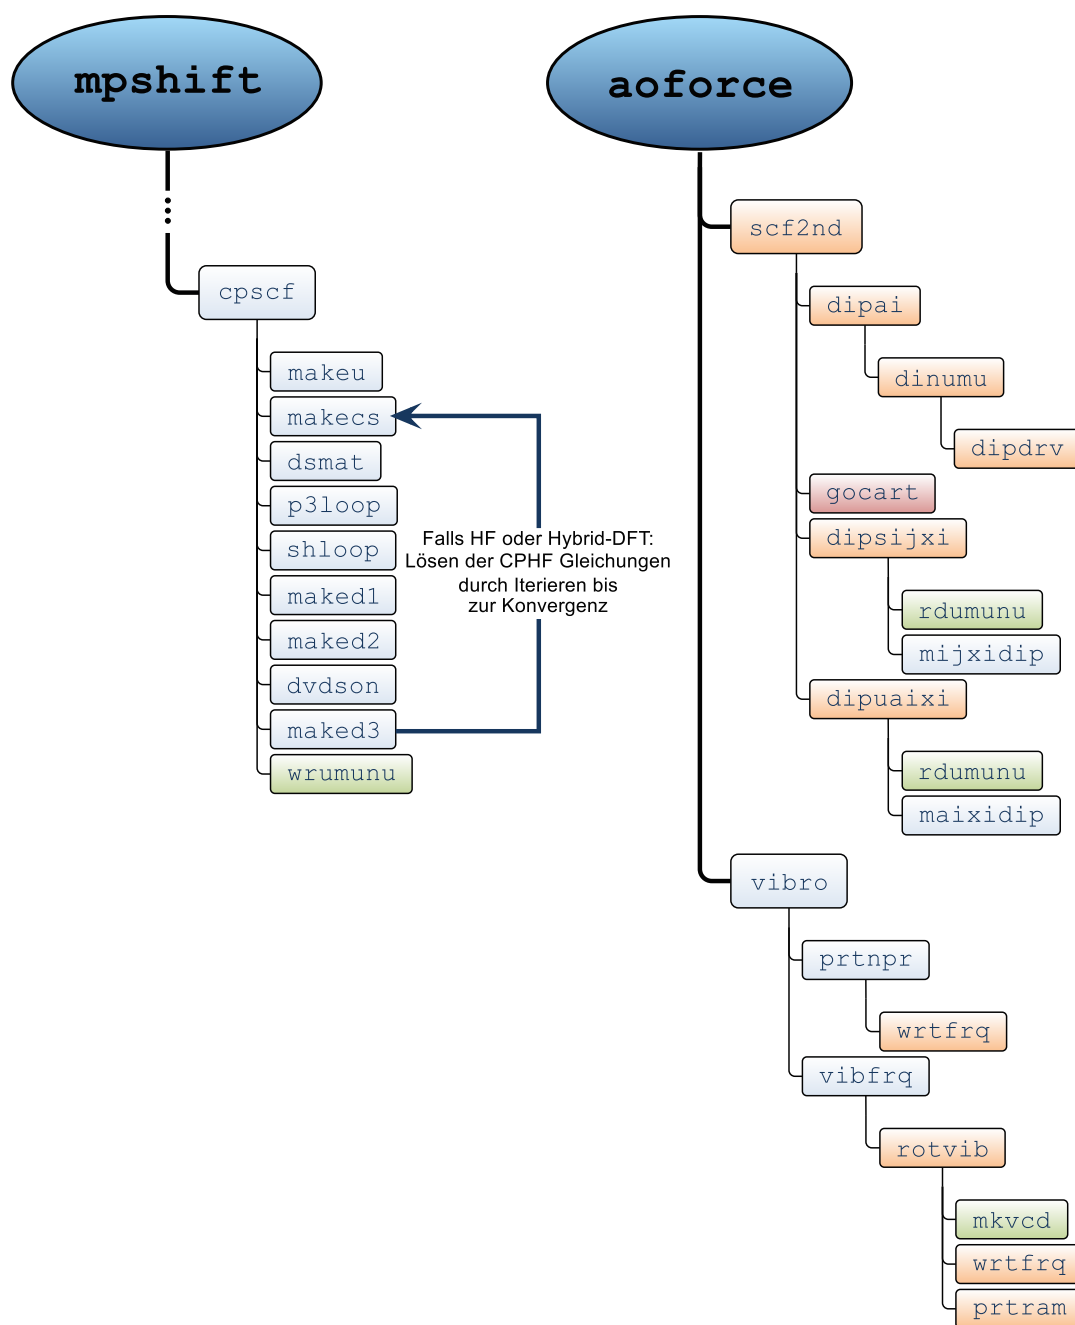 mpshift
cpscf
makeu
makecs
dsmat
p3loop
shloop
maked1
maked2
dvdson
maked3
wrumunu
Falls HF oder Hybrid-DFT:
Lösen der CPHF Gleichungen
durch Iterieren bis
zur Konvergenz
aoforce
scf2nd
dipai
dinumu
dipdrv
gocart
dipsijxi
rdumunu
mijxidip
dipuaixi
rdumunu
maixidip
vibro
prtnpr
wrtfrq
vibfrq
rotvib
mkvcd
wrtfrq
prtram